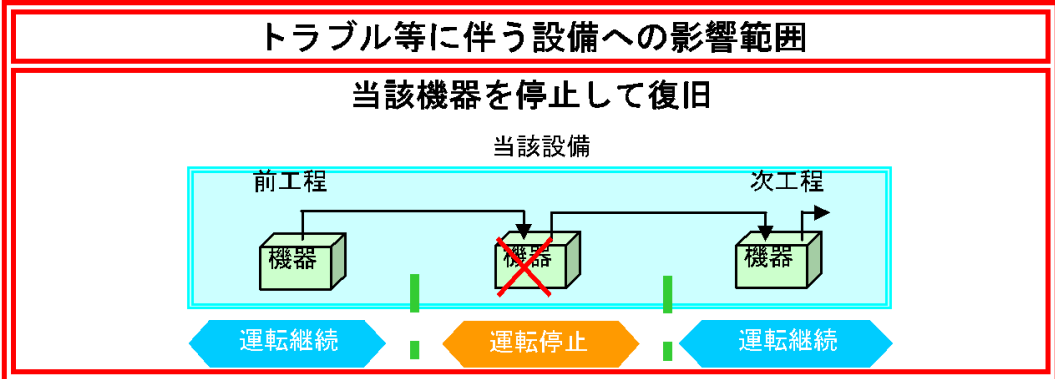 トラブル等に伴う設備への影響範囲
当該機器を停止して復旧
当該設備
前工程
次工程
機器
機器
機器
運転継続
運転停止
運転継続